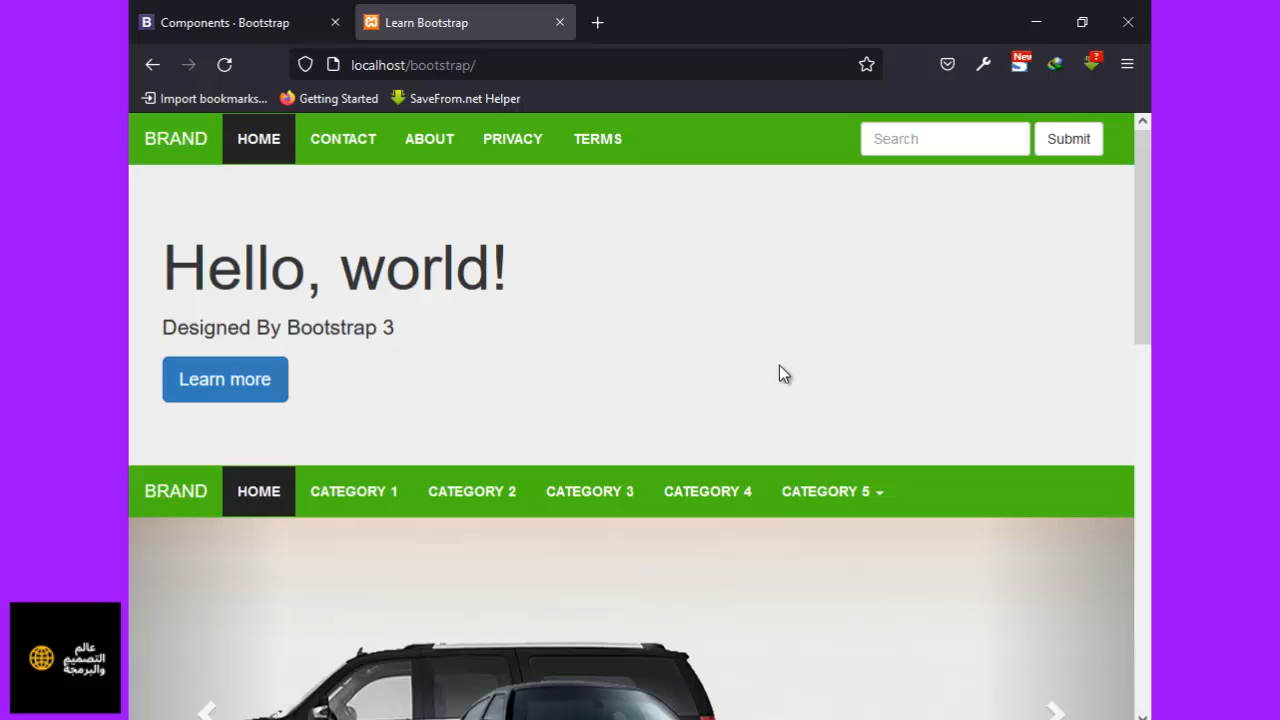 Components · Bootstrap
Learn Bootstrap
localhost/bootstrap/
New
?
Import bookmarks...
Getting Started
SaveFrom.net Helper
BRAND HOME CONTACT ABOUT PRIVACY TERMS Search Submit
Hello, world!
Designed By Bootstrap 3
Learn more
BRAND HOME CATEGORY 1 CATEGORY 2 CATEGORY 3 CATEGORY 4 CATEGORY 5
عالم
التصميم
والبرمجة